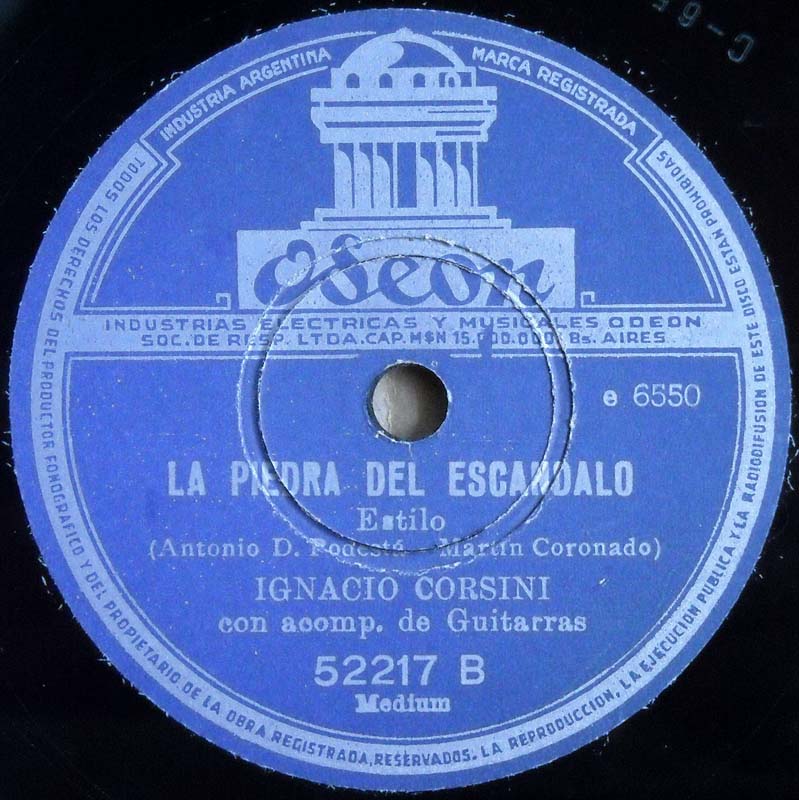 INDUSTRIA ARGENTINA
MARCA REGISTRADA
Odeon
INDUSTRIAS ELECTRICAS Y MUSICALES ODEON
SOC. DE RESP. LTDA. CAP. M$N 15.000.000 Bs. AIRES
e 6550
LA PIEDRA DEL ESCANDALO
Estilo
(Antonio D. Podestá - Martín Coronado)
IGNACIO CORSINI
con acomp. de Guitarras
52217 B
Medium
TODOS LOS DERECHOS DEL PRODUCTOR FONOGRAFICO Y DEL PROPIETARIO DE LA OBRA REGISTRADA, RESERVADOS. LA REPRODUCCION, LA EJECUCION PUBLICA Y LA RADIODIFUSION DE ESTE DISCO ESTAN PROHIBIDAS